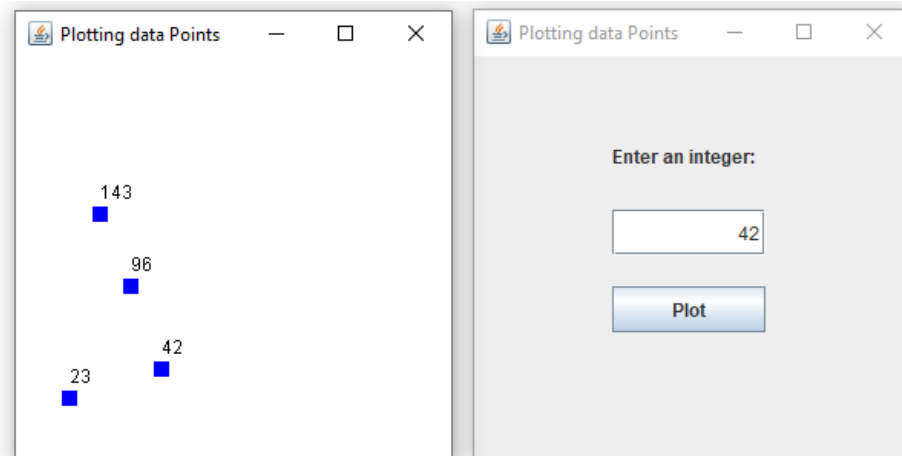 Plotting data Points
143
96
42
23
Plotting data Points
Enter an integer:
42
Plot